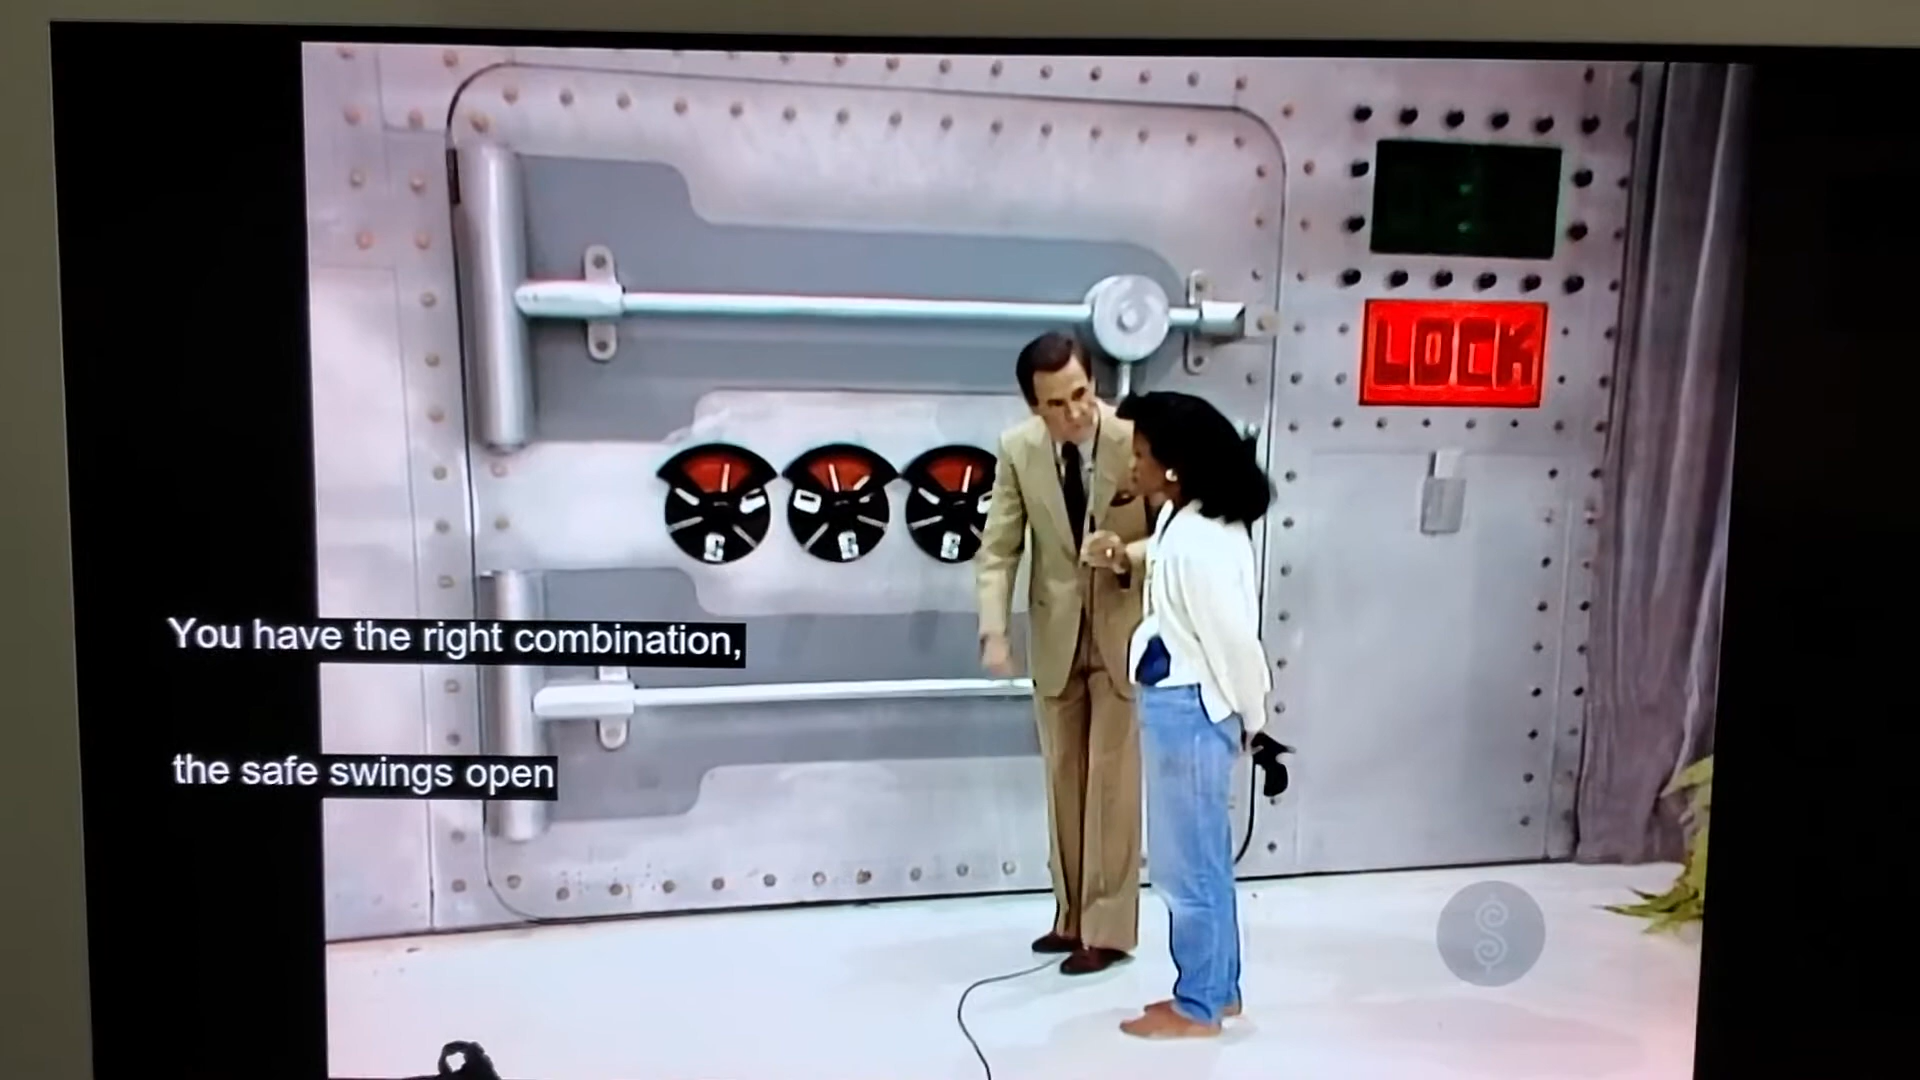 LOCK
You have the right combination,
the safe swings open